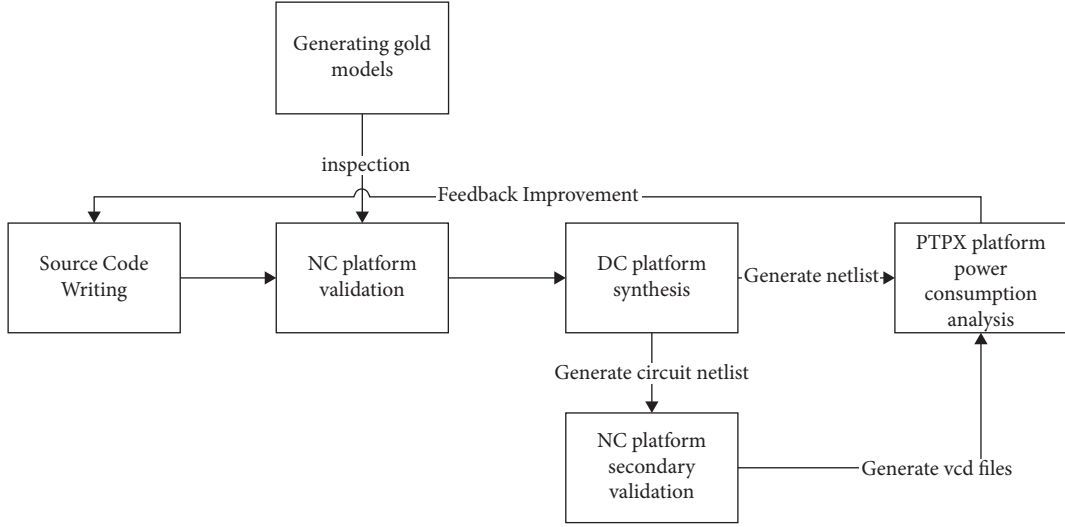 Generating gold
models
inspection
Feedback Improvement
Source Code
Writing
NC platform
validation
DC platform
synthesis
Generate netlist
PTPX platform
power
consumption
analysis
Generate circuit netlist
NC platform
secondary
validation
Generate vcd files